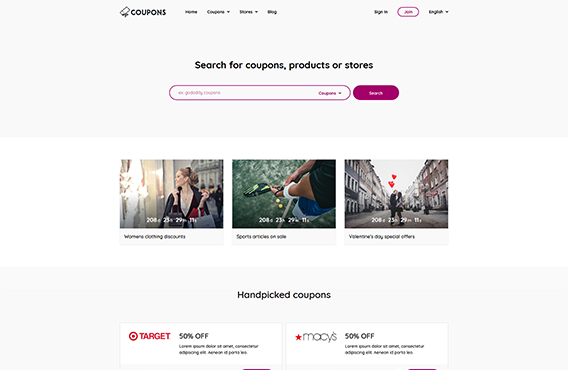 COUPONS Home Coupons Stores Blog Sign In Join English
Search for coupons, products or stores
ex: godaddy coupons Coupons Search
208d 23h 29m 11s 208d 23h 29m 11s 208d 23h 29m 11s
Womens clothing discounts Sports articles on sale Valentine's day special offers
Handpicked coupons
TARGET 50% OFF macy's 50% OFF
Lorem ipsum dolor sit amet, consectetur Lorem ipsum dolor sit amet, consectetur
adipiscing elit. Aenean id porta leo. adipiscing elit. Aenean id porta leo.